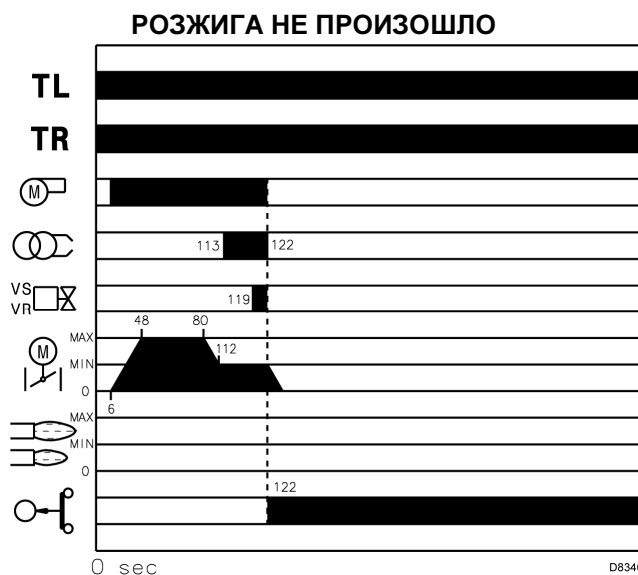 РОЗЖИГА НЕ ПРОИЗОШЛО
TL
TR
M
113 122
VS
VR
119
48 80
MAX
M
112
MIN
0
6
MAX
MIN
0
122
0 sec